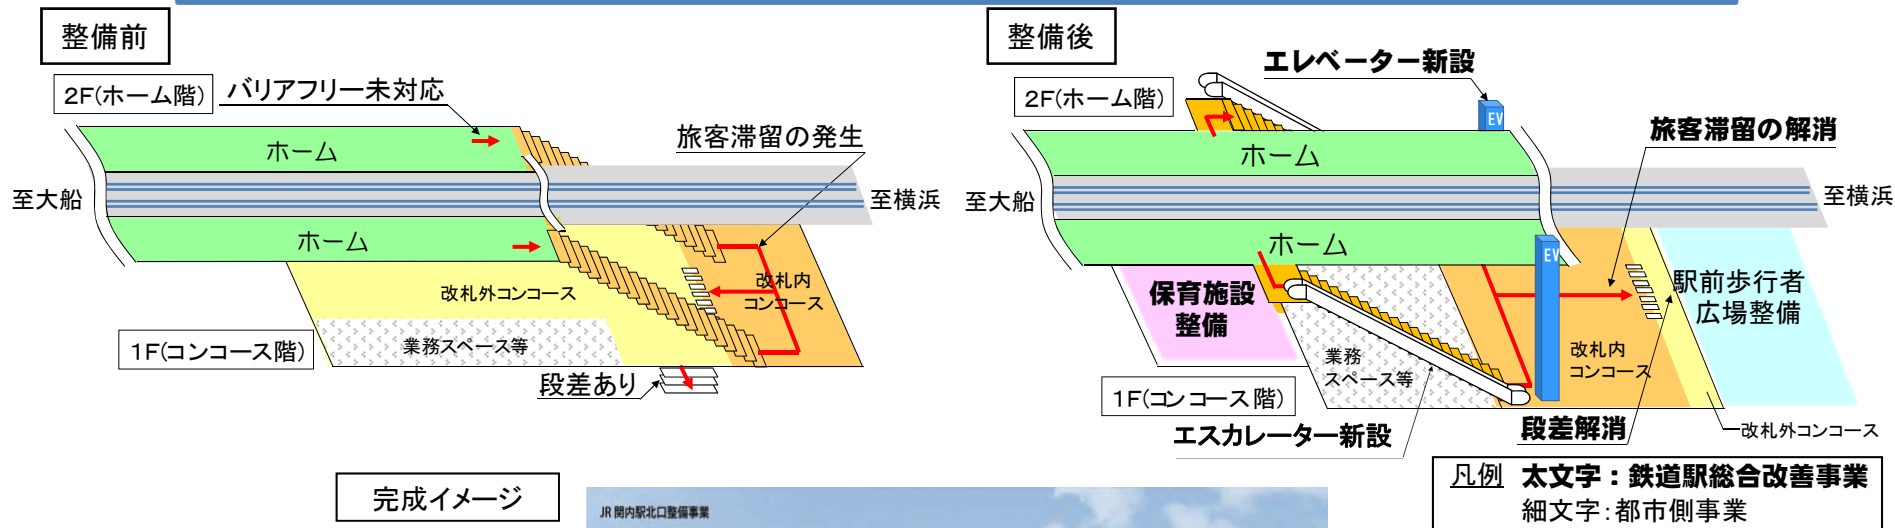 整備前
2F(ホーム階)
バリアフリー未対応
旅客滞留の発生
ホーム
至大船
至横浜
ホーム
改札外コンコース
改札内
コンコース
1F(コンコース階)
業務スペース等
段差あり
整備後
2F(ホーム階)
エレベーター新設
EV
旅客滞留の解消
ホーム
至大船
至横浜
ホーム
EV
保育施設
整備
駅前歩行者
広場整備
業務
スペース等
改札内
コンコース
1F(コンコース階)
エスカレーター新設
段差解消
改札外コンコース
凡例 太文字：鉄道駅総合改善事業
細文字：都市側事業
完成イメージ
JR 関内駅北口整備事業